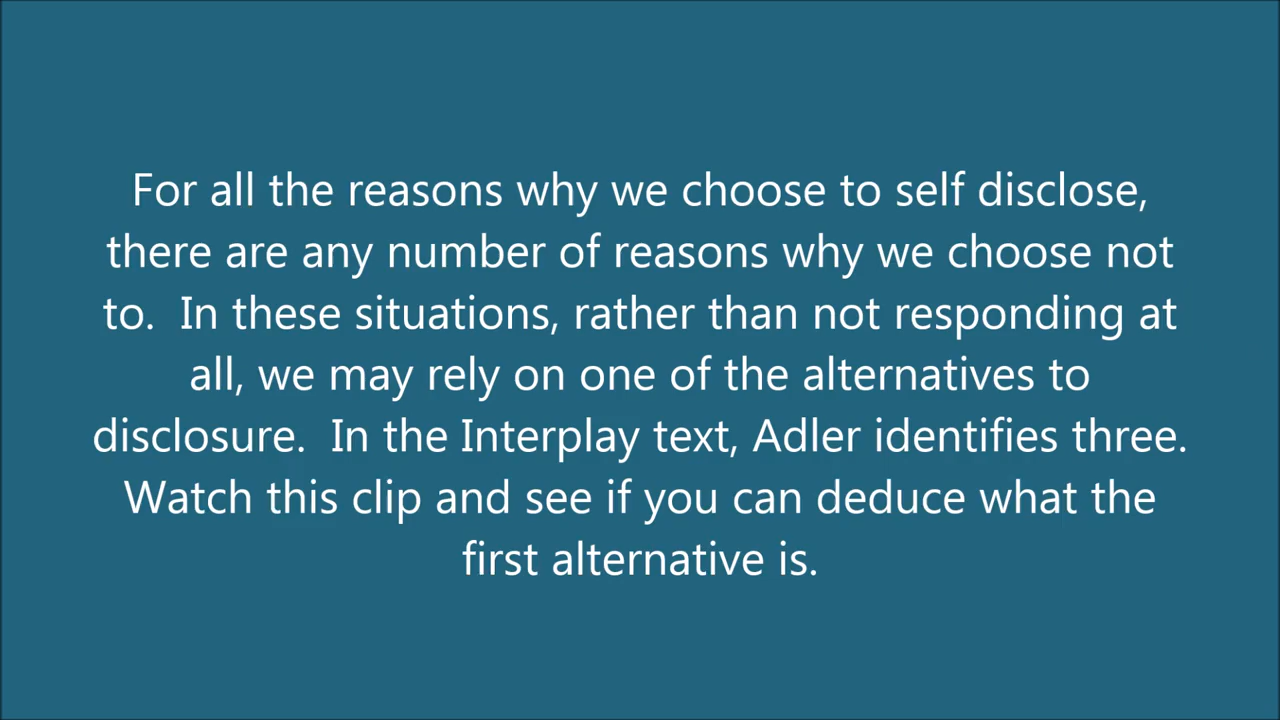 For all the reasons why we choose to self disclose,
there are any number of reasons why we choose not
to.  In these situations, rather than not responding at
all, we may rely on one of the alternatives to
disclosure.  In the Interplay text, Adler identifies three.
Watch this clip and see if you can deduce what the
first alternative is.